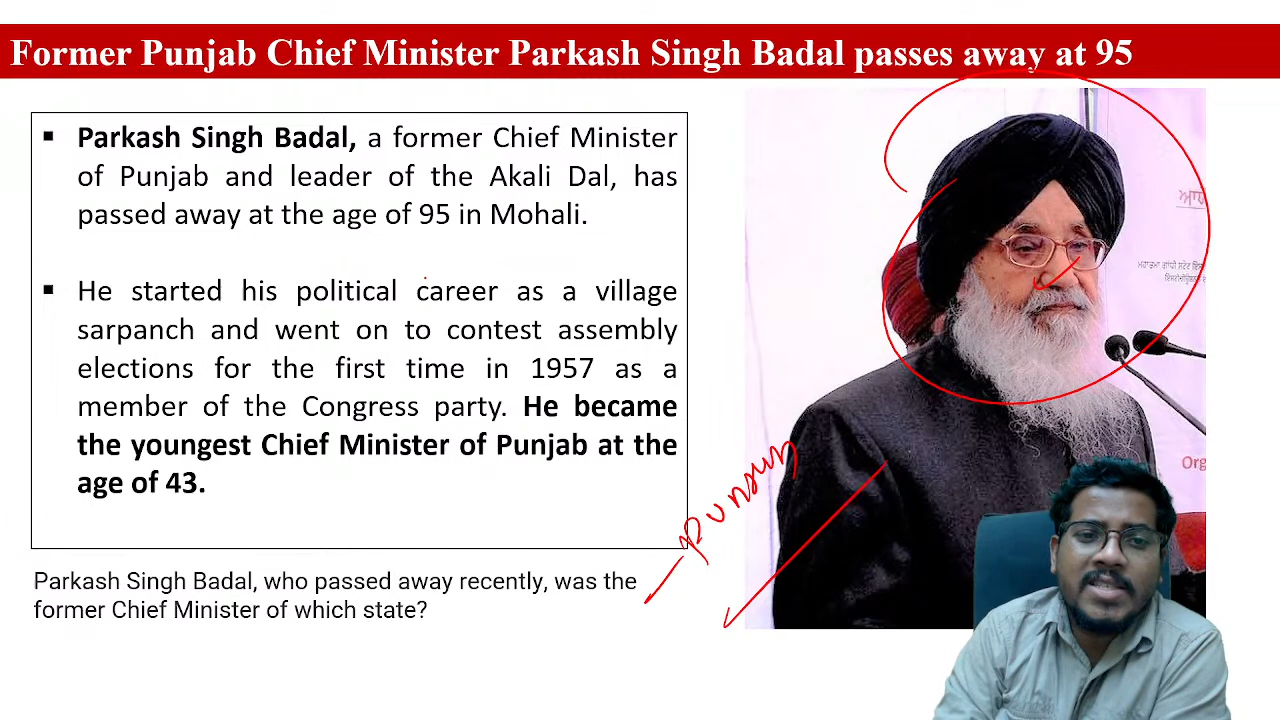 Former Punjab Chief Minister Parkash Singh Badal passes away at 95
▪ Parkash Singh Badal, a former Chief Minister
of Punjab and leader of the Akali Dal, has
passed away at the age of 95 in Mohali.
▪ He started his political career as a village
sarpanch and went on to contest assembly
elections for the first time in 1957 as a
member of the Congress party. He became
the youngest Chief Minister of Punjab at the
age of 43.
Parkash Singh Badal, who passed away recently, was the
former Chief Minister of which state?
Org